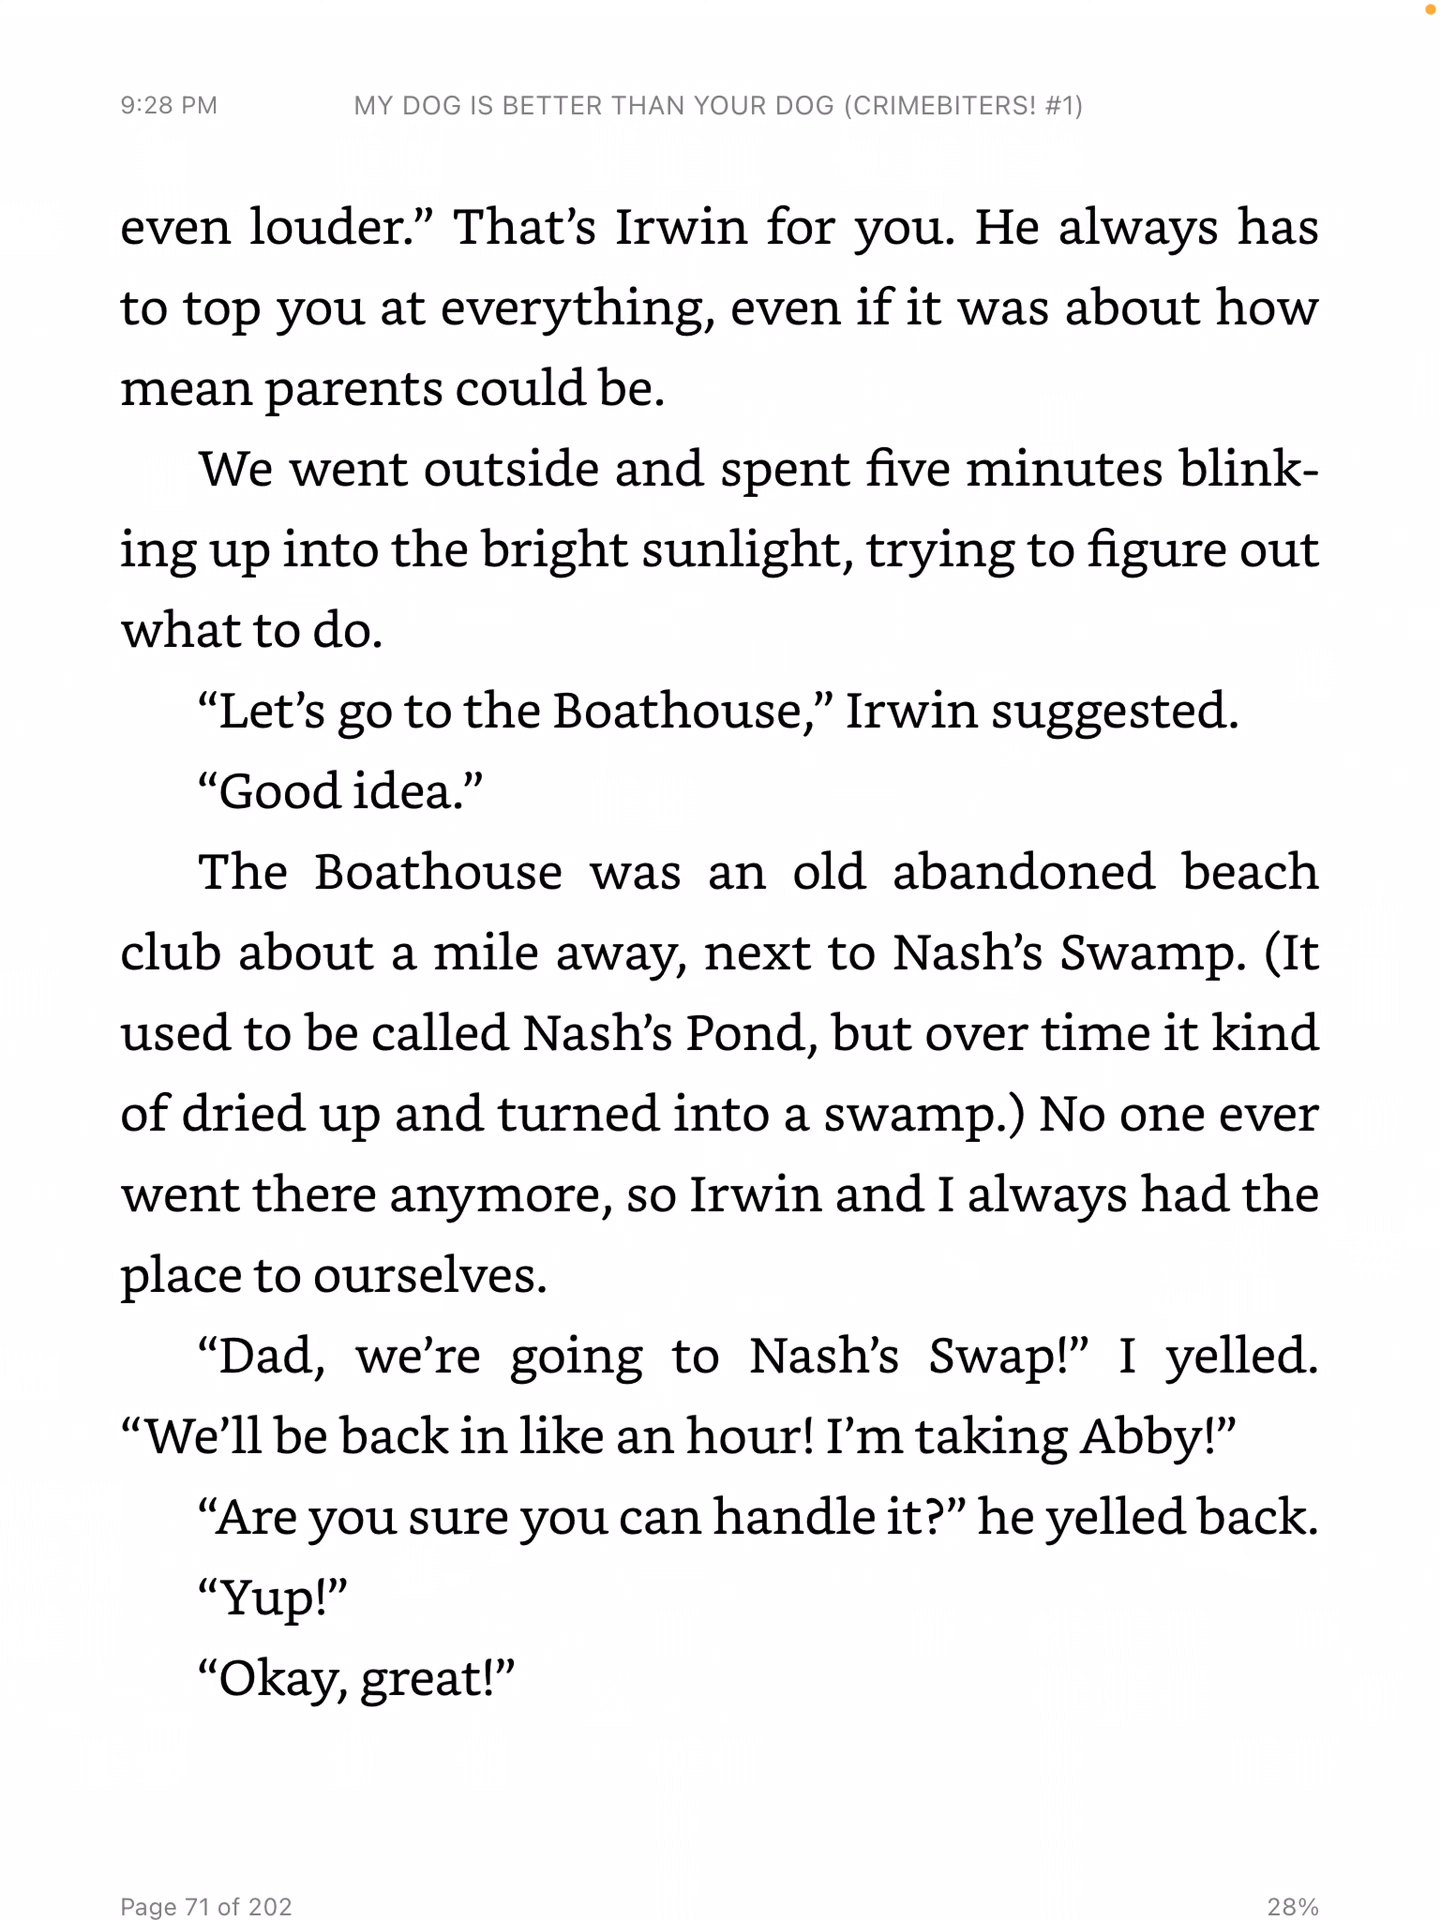 9:28 PM MY DOG IS BETTER THAN YOUR DOG (CRIMEBITERS! #1)
even louder.” That’s Irwin for you. He always has
to top you at everything, even if it was about how
mean parents could be.
We went outside and spent five minutes blink-
ing up into the bright sunlight, trying to figure out
what to do.
“Let’s go to the Boathouse,” Irwin suggested.
“Good idea.”
The Boathouse was an old abandoned beach
club about a mile away, next to Nash’s Swamp. (It
used to be called Nash’s Pond, but over time it kind
of dried up and turned into a swamp.) No one ever
went there anymore, so Irwin and I always had the
place to ourselves.
“Dad, we’re going to Nash’s Swap!” I yelled.
“We’ll be back in like an hour! I’m taking Abby!”
“Are you sure you can handle it?” he yelled back.
“Yup!”
“Okay, great!”
Page 71 of 202 28%